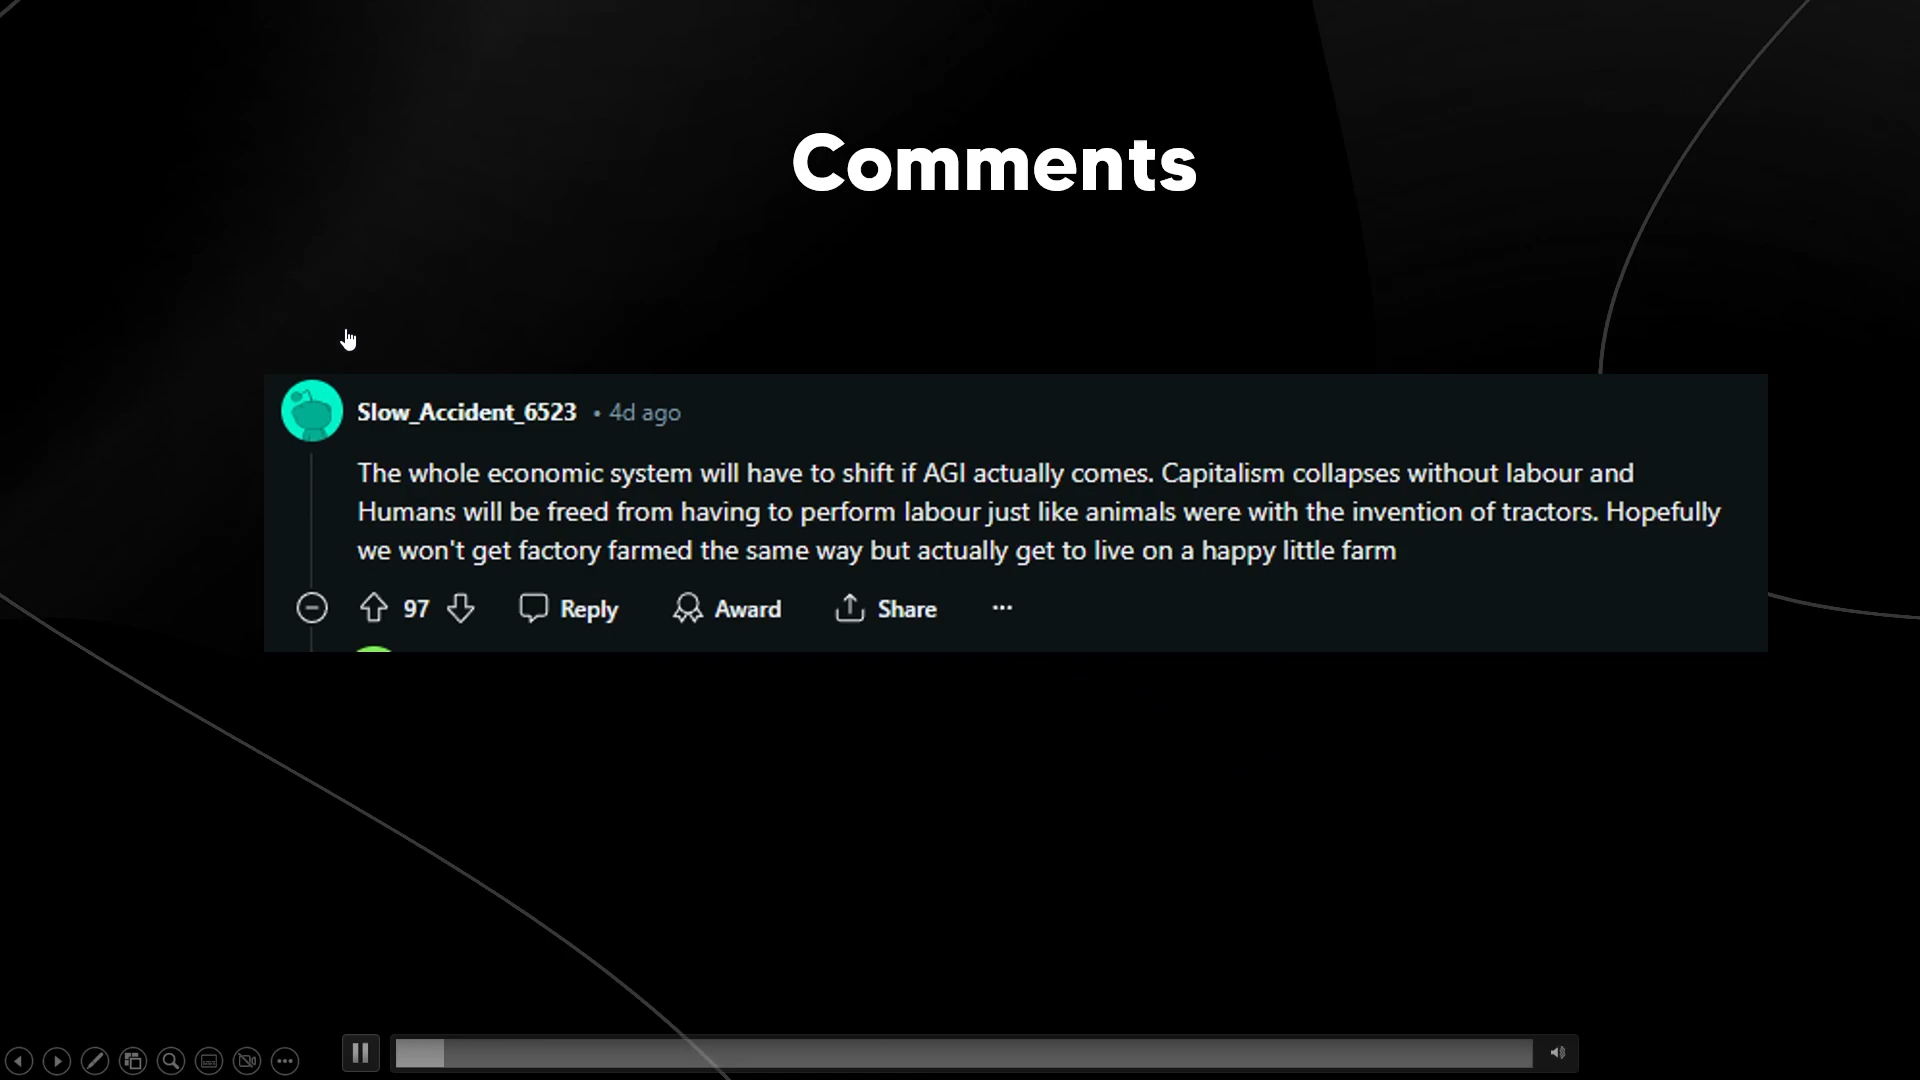 Comments
Slow_Accident_6523 • 4d ago
The whole economic system will have to shift if AGI actually comes. Capitalism collapses without labour and
Humans will be freed from having to perform labour just like animals were with the invention of tractors. Hopefully
we won't get factory farmed the same way but actually get to live on a happy little farm
97 Reply Award Share ...